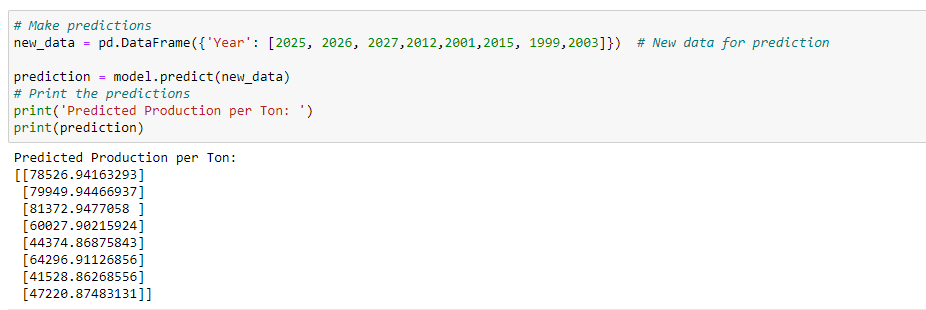 # Make predictions
new_data = pd.DataFrame({'Year': [2025, 2026, 2027,2012,2001,2015, 1999,2003]})  # New data for prediction
prediction = model.predict(new_data)
# Print the predictions
print('Predicted Production per Ton: ')
print(prediction)
Predicted Production per Ton:
[[78526.94163293]
 [79949.94466937]
 [81372.9477058 ]
 [60027.90215924]
 [44374.86875843]
 [64296.91126856]
 [41528.86268556]
 [47220.87483131]]